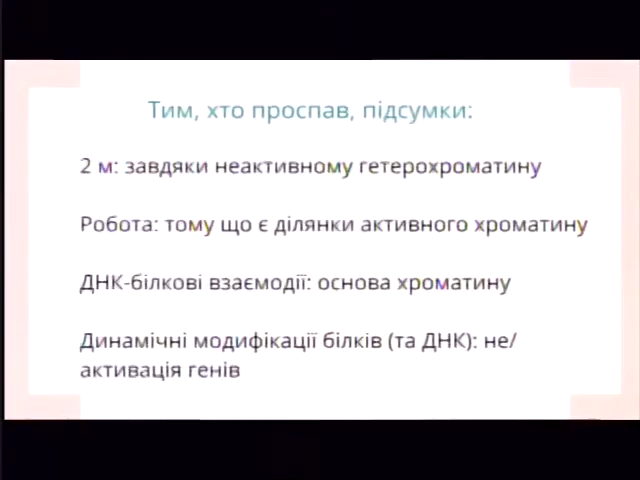 Тим, хто проспав, підсумки:
2 м: завдяки неактивному гетерохроматину
Робота: тому що є ділянки активного хроматину
ДНК-білкові взаємодії: основа хроматину
Динамічні модифікації білків (та ДНК): не/
активація генів